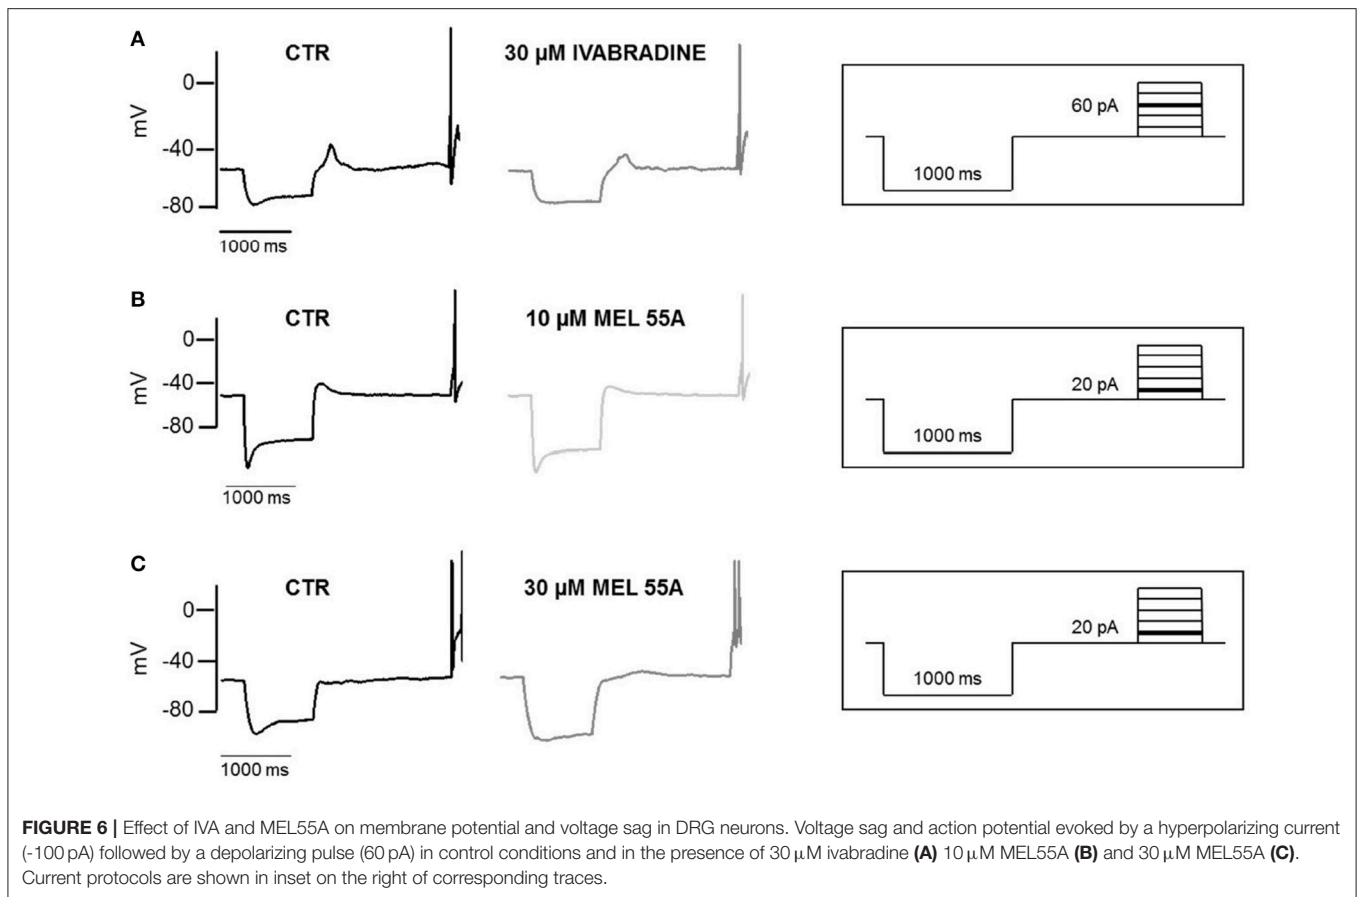 A
CTR
30 µM IVABRADINE
0
-40
-80
mV
1000 ms
60 pA
1000 ms
B
CTR
10 µM MEL 55A
0
-40
-80
mV
1000 ms
20 pA
1000 ms
C
CTR
30 µM MEL 55A
0
-40
-80
mV
1000 ms
20 pA
1000 ms
FIGURE 6 | Effect of IVA and MEL55A on membrane potential and voltage sag in DRG neurons. Voltage sag and action potential evoked by a hyperpolarizing current
(-100 pA) followed by a depolarizing pulse (60 pA) in control conditions and in the presence of 30 µM ivabradine (A) 10 µM MEL55A (B) and 30 µM MEL55A (C).
Current protocols are shown in inset on the right of corresponding traces.